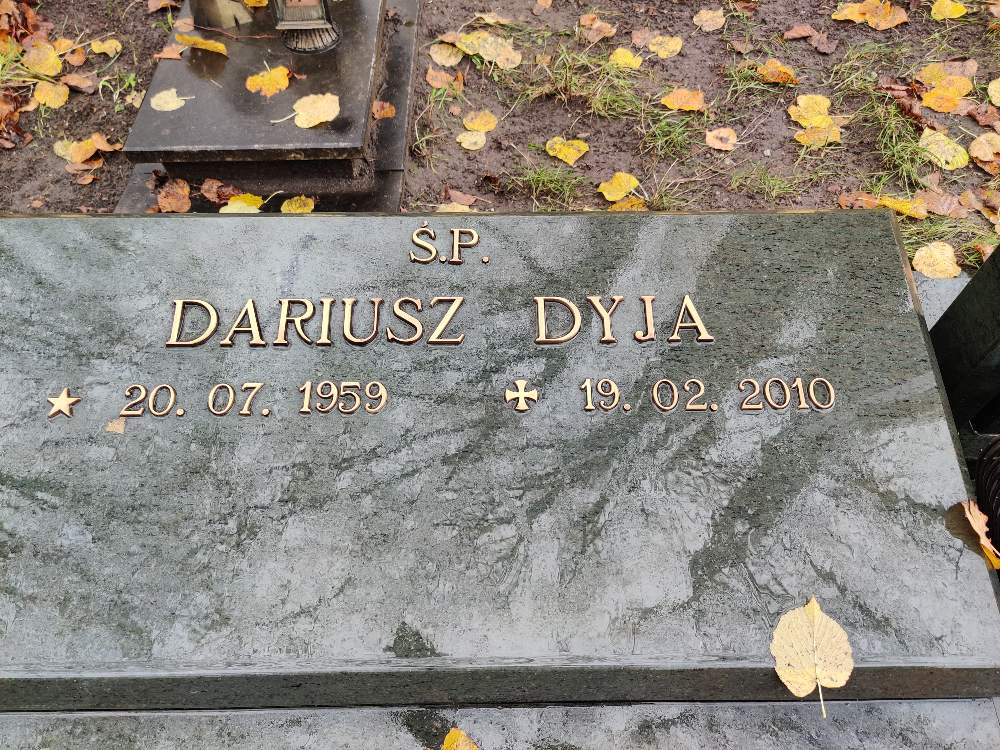 Ś.P.
DARIUSZ DYJA
★ 20. 07. 1959 ✠ 19. 02. 2010